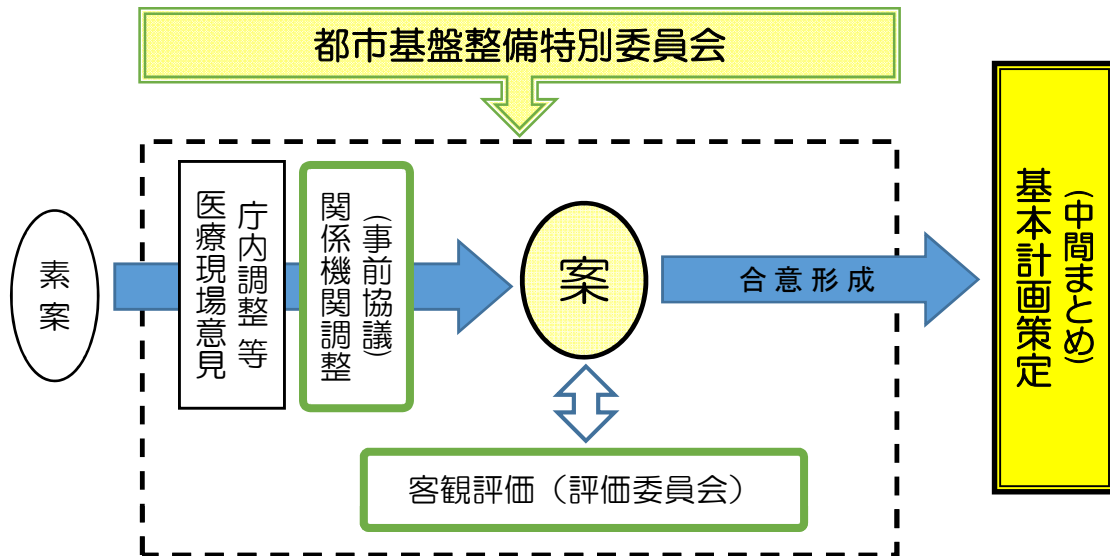 都市基盤整備特別委員会
素案
庁内調整 等
医療現場意見
（事前協議）
関係機関調整
案
合意形成
（中間まとめ）
基本計画策定
客観評価（評価委員会）